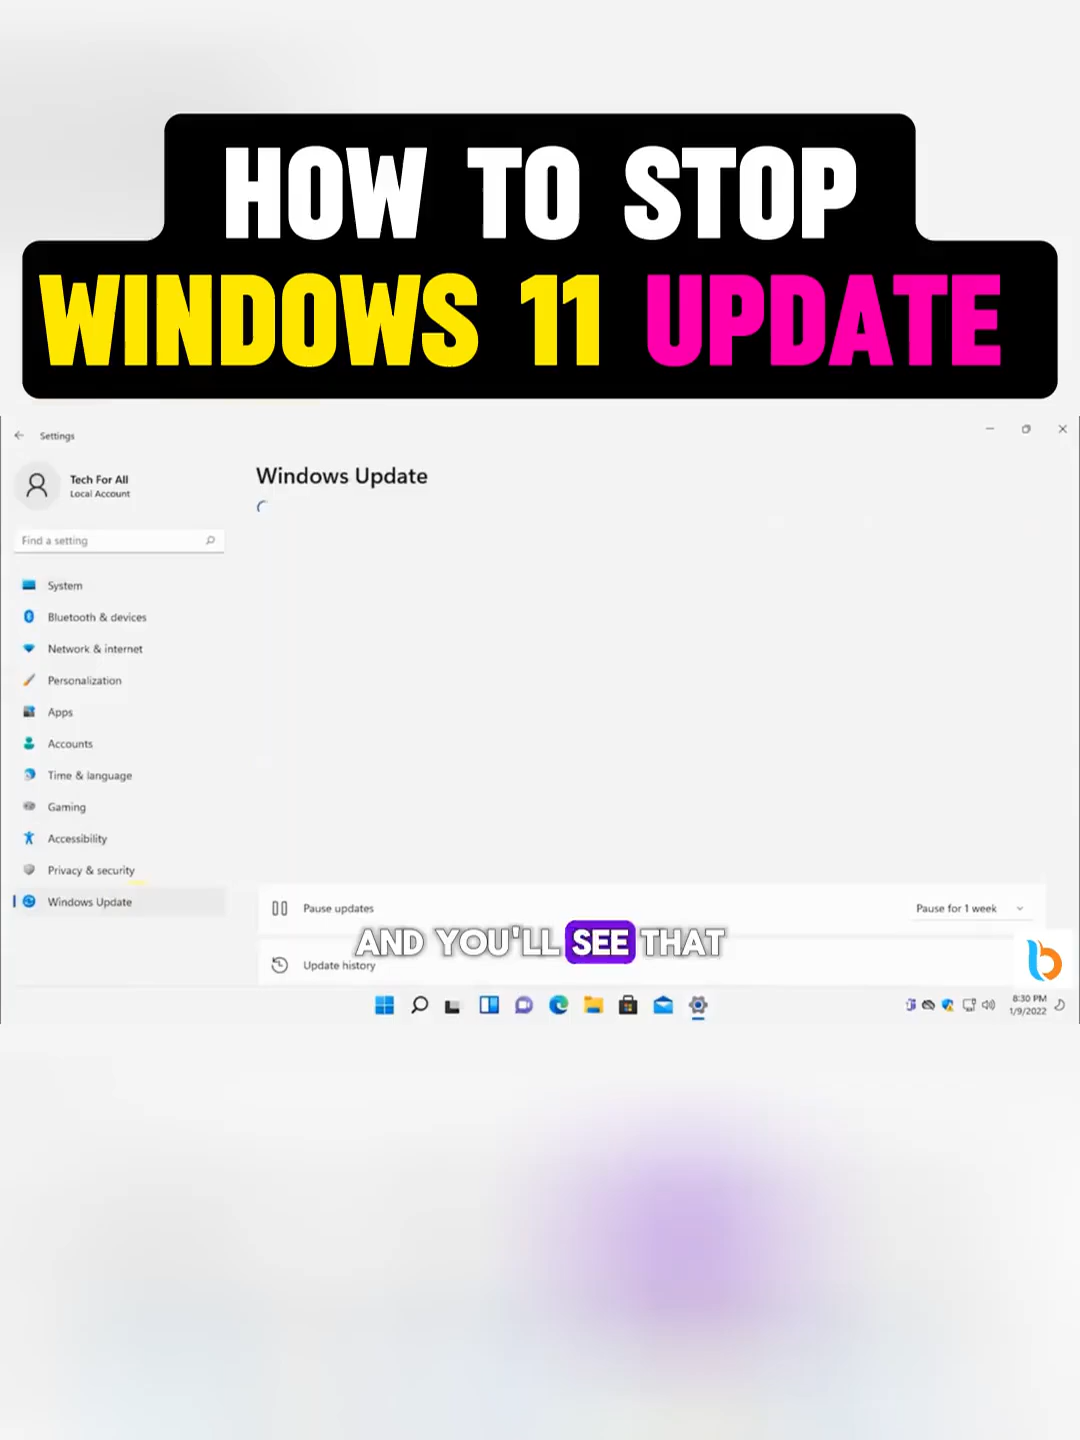 HOW TO STOP
WINDOWS 11 UPDATE
Settings
Tech For All
Local Account
Windows Update
Find a setting
System
Bluetooth & devices
Network & internet
Personalization
Apps
Accounts
Time & language
Gaming
Accessibility
Privacy & security
Windows Update
Pause updates
Pause for 1 week
AND YOU'LL SEE THAT
Update history
8:30 PM
1/9/2022